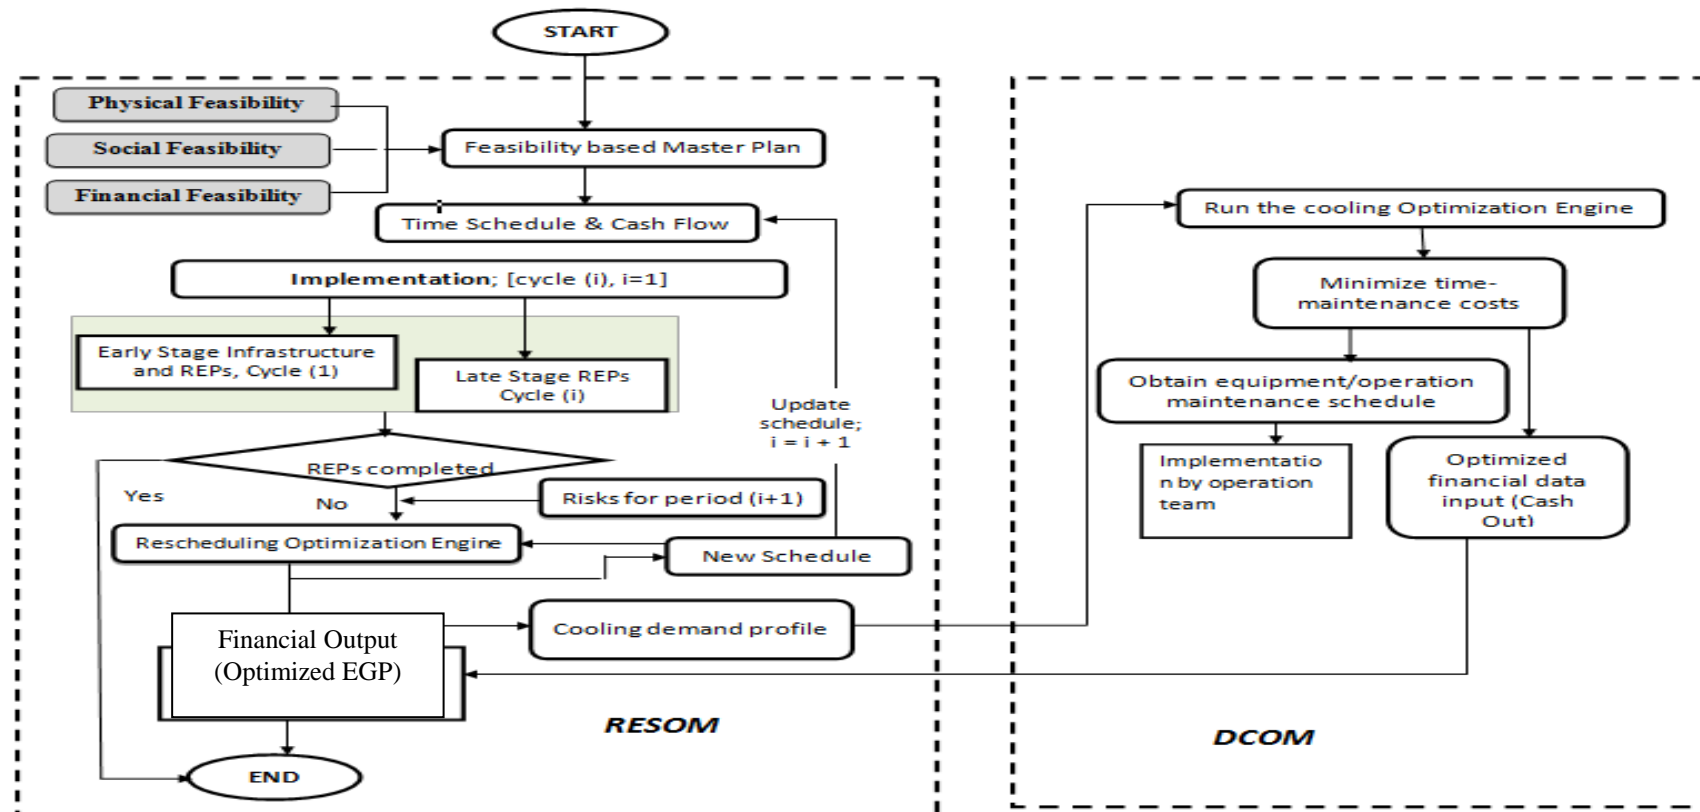 START
Physical Feasibility
Social Feasibility
Financial Feasibility
Feasibility based Master Plan
Time Schedule & Cash Flow
Implementation; [cycle (i), i=1]
Early Stage Infrastructure
and REPs, Cycle (1)
Late Stage REPs
Cycle (i)
Update
schedule;
i = i + 1
REPs completed
Yes
No
Risks for period (i+1)
Rescheduling Optimization Engine
New Schedule
Financial Output
(Optimized EGP)
Cooling demand profile
RESOM
END
Run the cooling Optimization Engine
Minimize time-
maintenance costs
Obtain equipment/operation
maintenance schedule
Implementatio
n by operation
team
Optimized
financial data
input (Cash
Out)
DCOM